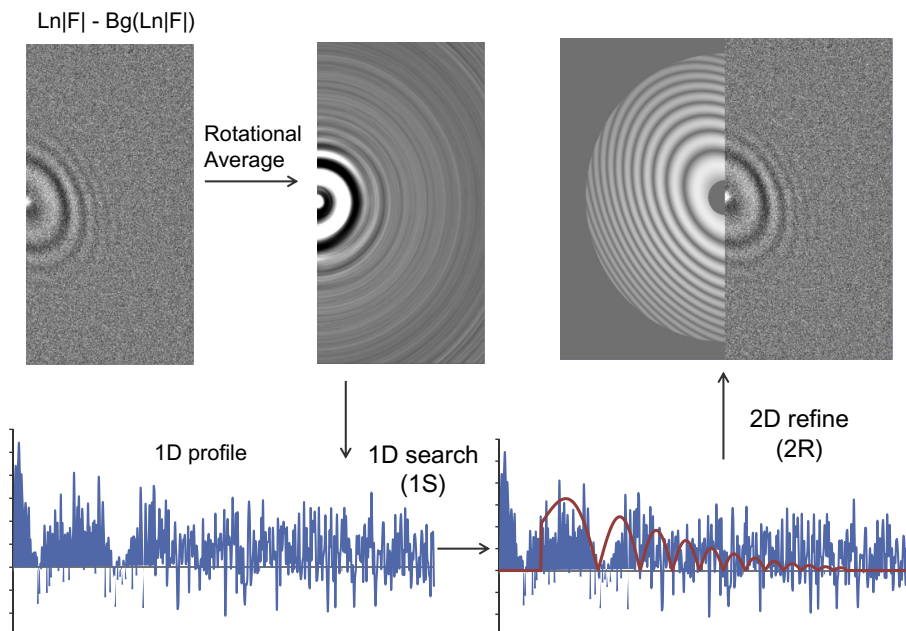 Ln|F| - Bg(Ln|F|)
Rotational
Average
1D profile
1D search
(1S)
2D refine
(2R)